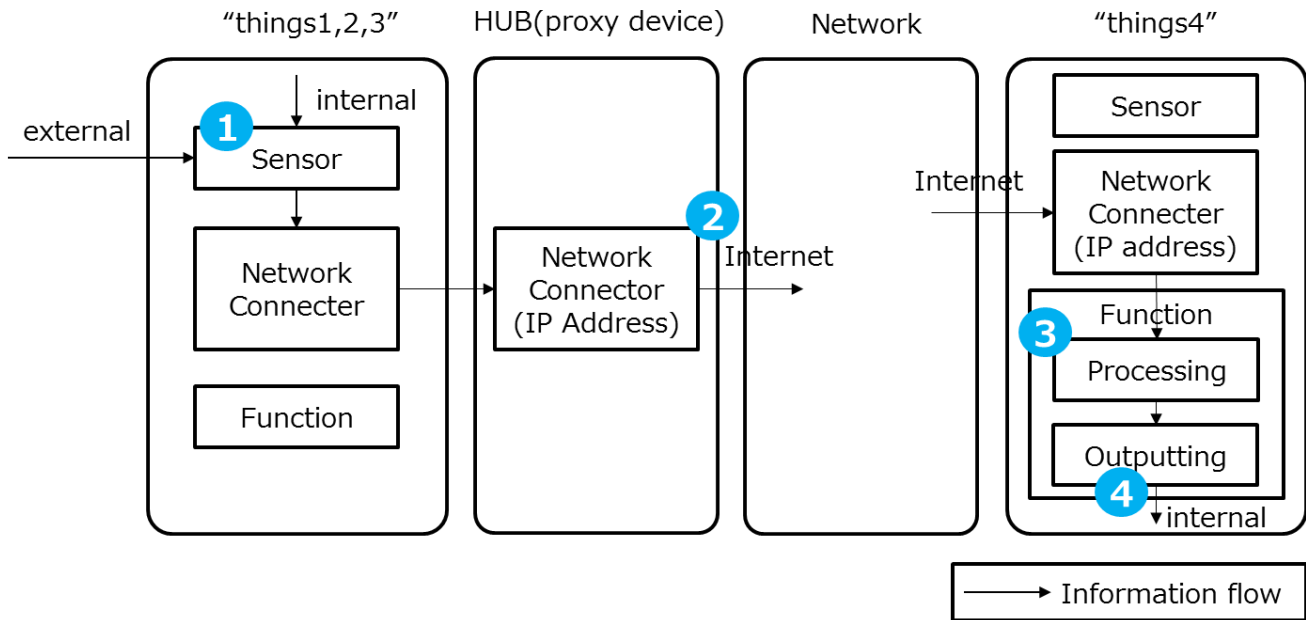 “things1,2,3”
HUB(proxy device)
Network
“things4”
internal
external
1
Sensor
Network
Connecter
Function
2
Network
Connector
(IP Address)
Internet
Sensor
Internet
Network
Connecter
(IP address)
Function
3
Processing
Outputting
4
internal
Information flow